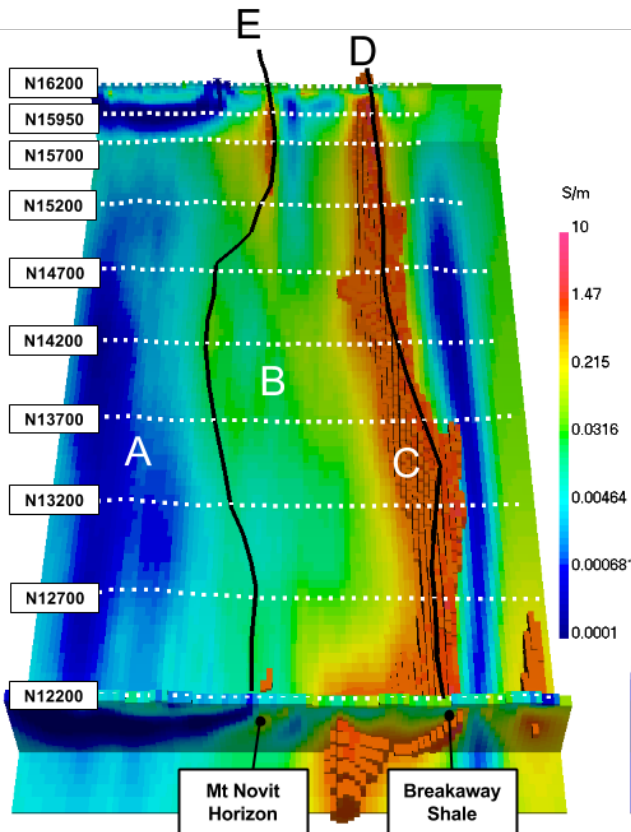 E
D
N16200
N15950
N15700
N15200
N14700
N14200
N13700
N13200
N12700
N12200
A
B
C
S/m
10
1.47
0.215
0.0316
0.00464
0.000681
0.0001
Mt Novit
Horizon
Breakaway
Shale